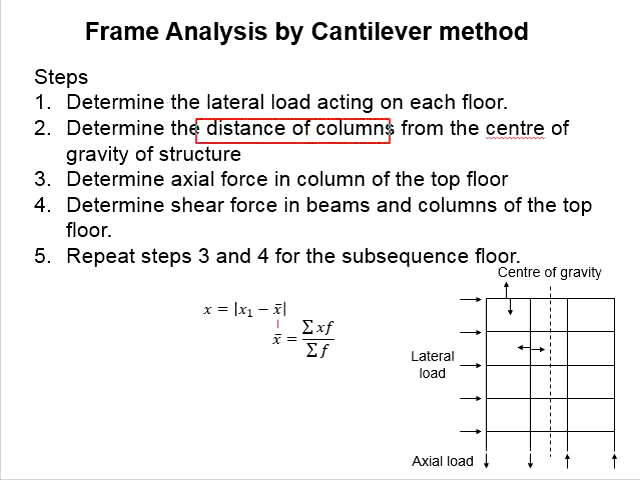 Frame Analysis by Cantilever method
Steps
1. Determine the lateral load acting on each floor.
2. Determine the distance of columns from the centre of
gravity of structure
3. Determine axial force in column of the top floor
4. Determine shear force in beams and columns of the top
floor.
5. Repeat steps 3 and 4 for the subsequence floor.
Centre of gravity
x = |x₁ − x̄|
x̄ = Σxf / Σf
Lateral
load
Axial load